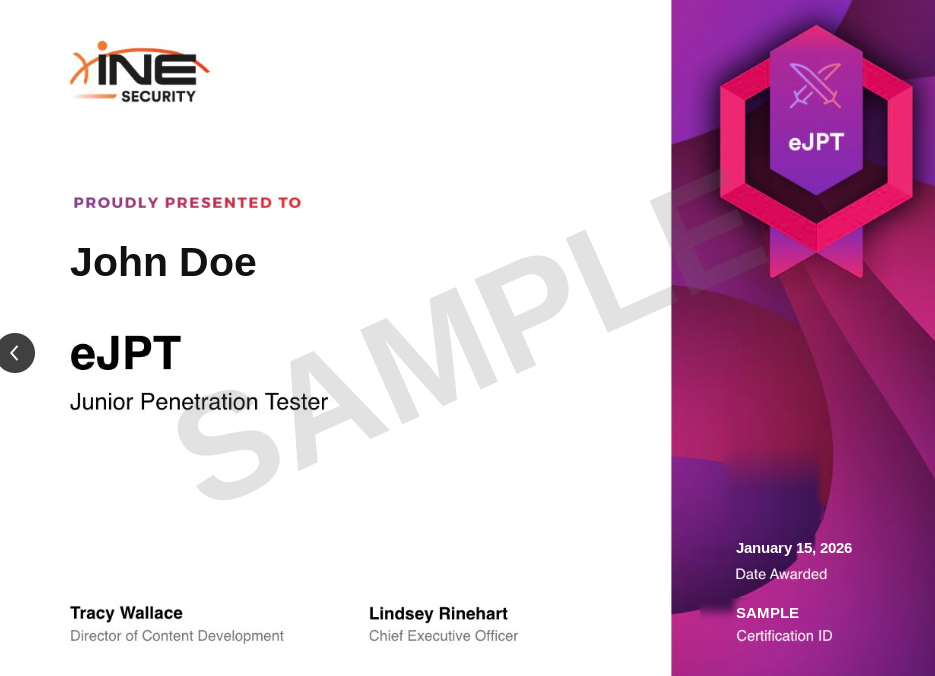 INE
SECURITY
eJPT
PROUDLY PRESENTED TO
John Doe
eJPT
Junior Penetration Tester
SAMPLE
January 15, 2026
Date Awarded
Tracy Wallace
Director of Content Development
Lindsey Rinehart
Chief Executive Officer
SAMPLE
Certification ID